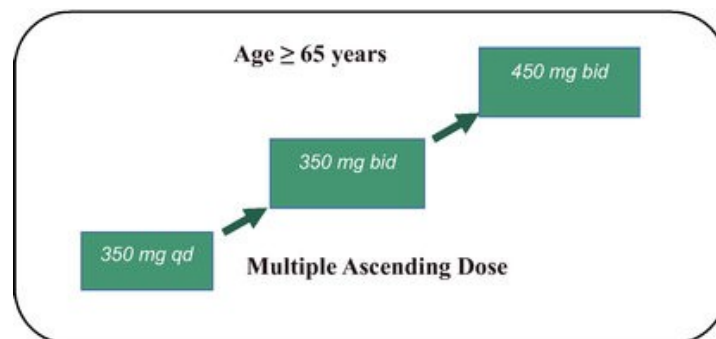 Age ≥ 65 years
450 mg bid
350 mg bid
350 mg qd
Multiple Ascending Dose